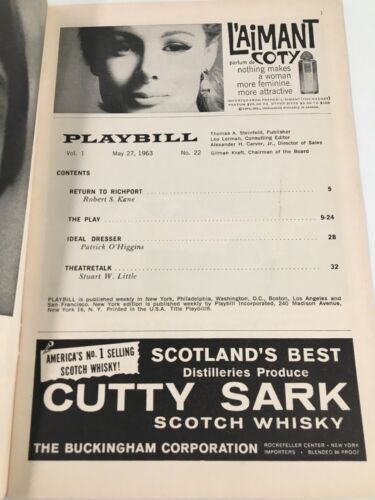 1
L'AIMANT
parfum de COTY
nothing makes
a woman
more feminine,
more attractive
PLAYBILL
Thomas A. Steinfeld, Publisher
Leo Lerman, Consulting Editor
Alexander H. Carver, Jr., Director of Sales
Vol. 1 May 27, 1963 No. 22 Gilman Kraft, Chairman of the Board
CONTENTS
RETURN TO RICHPORT 5
Robert S. Kane
THE PLAY 9-24
IDEAL DRESSER 28
Patrick O'Higgins
THEATRETALK 32
Stuart W. Little
PLAYBILL is published weekly in New York, Philadelphia, Washington, D.C., Boston, Los Angeles and
San Francisco. New York edition is published weekly by Playbill Incorporated, 240 Madison Avenue,
New York 16, N. Y. Printed in the U.S.A. Title Playbill®.
AMERICA'S No. 1 SELLING
SCOTCH WHISKY!
SCOTLAND'S BEST
Distilleries Produce
CUTTY SARK
SCOTCH WHISKY
THE BUCKINGHAM CORPORATION
ROCKEFELLER CENTER • NEW YORK
IMPORTERS • BLENDED 86 PROOF